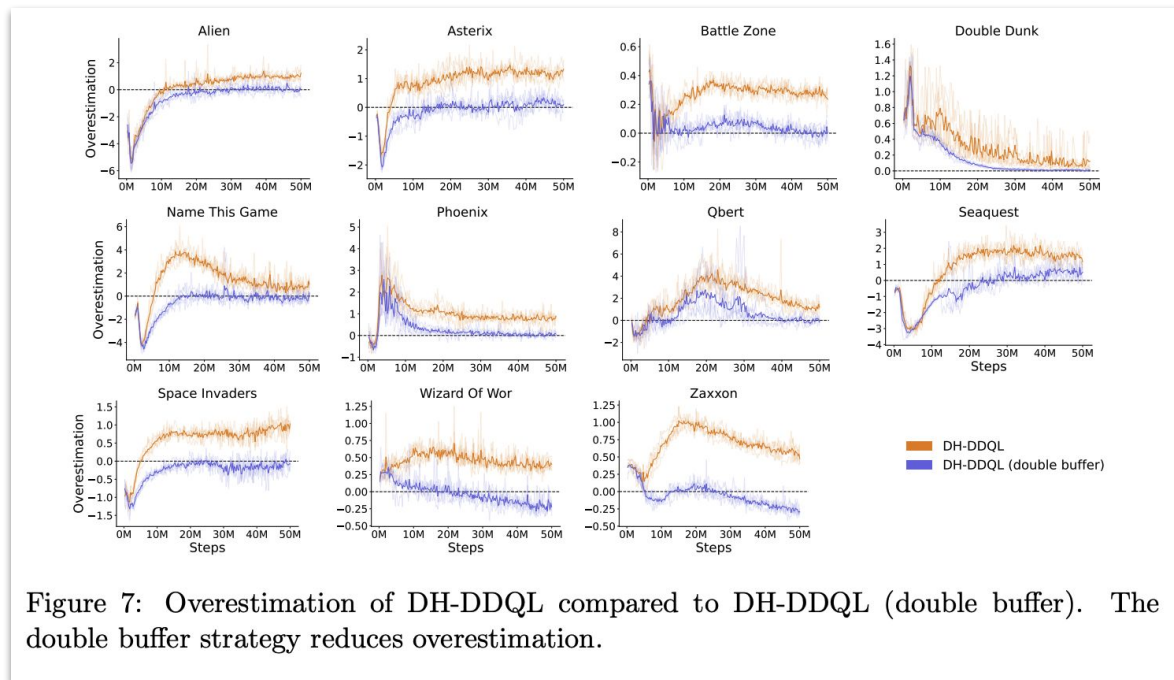 Alien
Asterix
Battle Zone
Double Dunk
Overestimation
2
0
−2
−4
−6
0M 10M 20M 30M 40M 50M
2
1
0
−1
−2
0M 10M 20M 30M 40M 50M
0.6
0.4
0.2
0.0
−0.2
0M 10M 20M 30M 40M 50M
1.6
1.4
1.2
1.0
0.8
0.6
0.4
0.2
0.0
0M 10M 20M 30M 40M 50M
Name This Game
Phoenix
Qbert
Seaquest
Overestimation
6
4
2
0
−2
−4
0M 10M 20M 30M 40M 50M
5
4
3
2
1
0
−1
0M 10M 20M 30M 40M 50M
8
6
4
2
0
−2
0M 10M 20M 30M 40M 50M
3
2
1
0
−1
−2
−3
−4
0M 10M 20M 30M 40M 50M
Steps
Space Invaders
Wizard Of Wor
Zaxxon
Overestimation
1.5
1.0
0.5
0.0
−0.5
−1.0
−1.5
0M 10M 20M 30M 40M 50M
Steps
1.25
1.00
0.75
0.50
0.25
0.00
−0.25
−0.50
0M 10M 20M 30M 40M 50M
Steps
1.25
1.00
0.75
0.50
0.25
0.00
−0.25
−0.50
0M 10M 20M 30M 40M 50M
Steps
DH-DDQL
DH-DDQL (double buffer)
Figure 7: Overestimation of DH-DDQL compared to DH-DDQL (double buffer). The
double buffer strategy reduces overestimation.